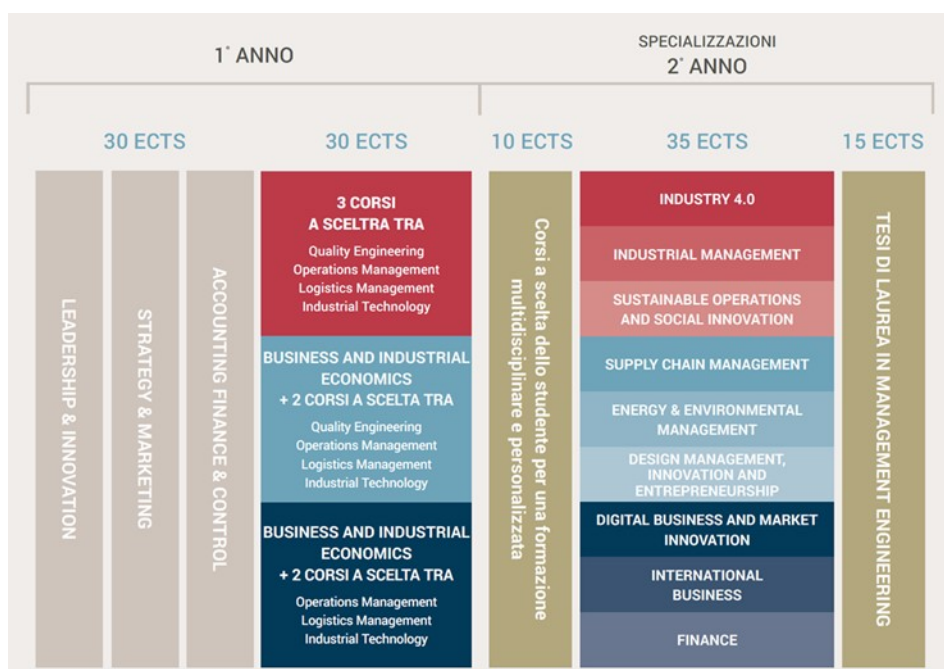 1° ANNO
SPECIALIZZAZIONI
2° ANNO
30 ECTS
30 ECTS
10 ECTS
35 ECTS
15 ECTS
LEADERSHIP & INNOVATION
STRATEGY & MARKETING
ACCOUNTING FINANCE & CONTROL
3 CORSI
A SCELTRA TRA
Quality Engineering
Operations Management
Logistics Management
Industrial Technology
BUSINESS AND INDUSTRIAL
ECONOMICS
+ 2 CORSI A SCELTA TRA
Quality Engineering
Operations Management
Logistics Management
Industrial Technology
BUSINESS AND INDUSTRIAL
ECONOMICS
+ 2 CORSI A SCELTA TRA
Operations Management
Logistics Management
Industrial Technology
Corsi a scelta dello studente per una formazione
multidisciplinare e personalizzata
INDUSTRY 4.0
INDUSTRIAL MANAGEMENT
SUSTAINABLE OPERATIONS
AND SOCIAL INNOVATION
SUPPLY CHAIN MANAGEMENT
ENERGY & ENVIRONMENTAL
MANAGEMENT
DESIGN MANAGEMENT,
INNOVATION AND
ENTREPRENEURSHIP
DIGITAL BUSINESS AND MARKET
INNOVATION
INTERNATIONAL
BUSINESS
FINANCE
TESI DI LAUREA IN MANAGEMENT ENGINEERING